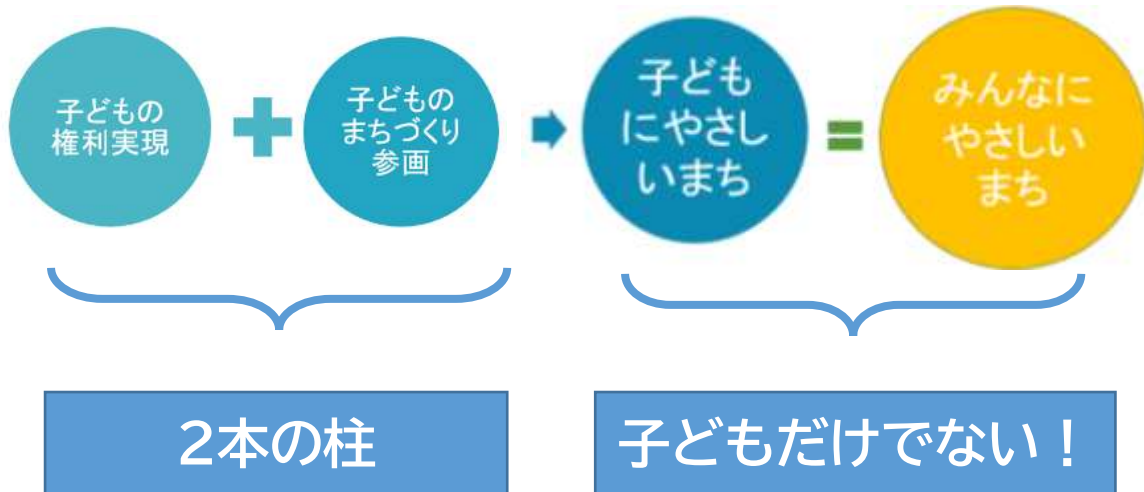 子どもの
権利実現
子どもの
まちづくり
参画
子ども
にやさし
いまち
みんなに
やさしい
まち
2本の柱
子どもだけでない！